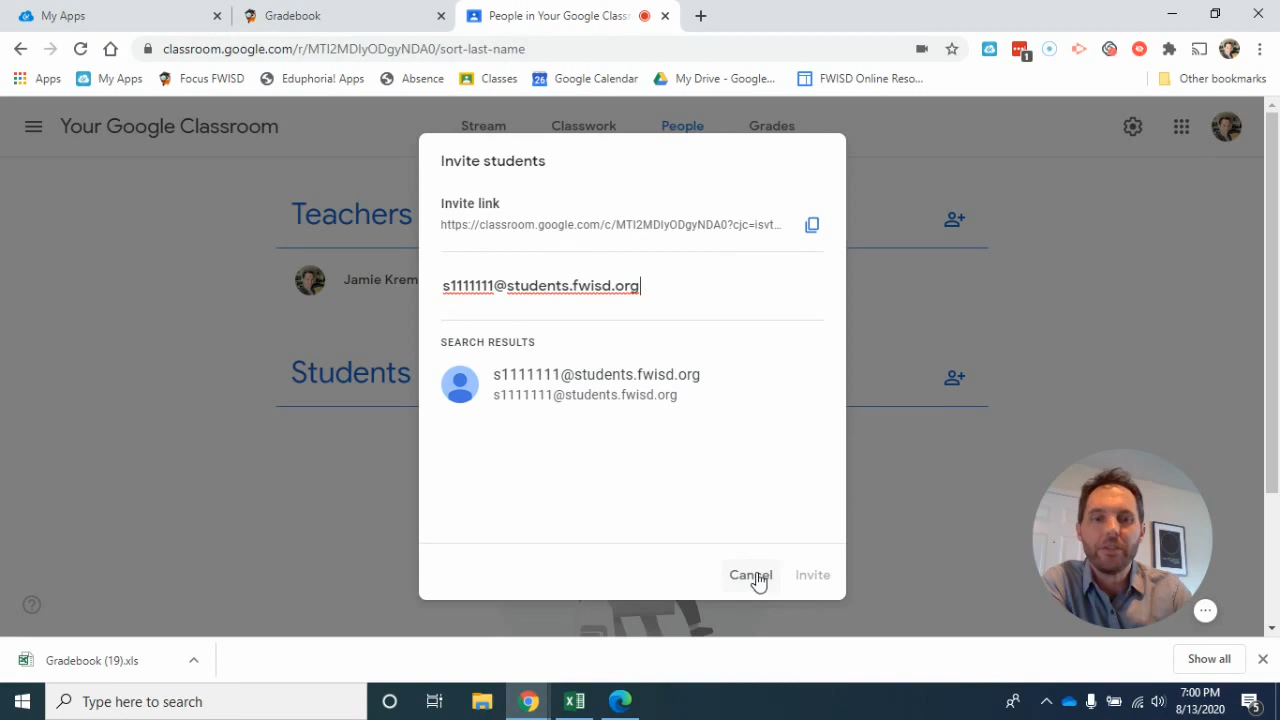 My Apps
Gradebook
People in Your Google Class
classroom.google.com/r/MTI2MDIyODgyNDA0/sort-last-name
1
Apps My Apps Focus FWISD Eduphoria! Apps Absence Classes 26 Google Calendar My Drive - Google... FWISD Online Reso... Other bookmarks
Your Google Classroom
Stream Classwork People Grades
Invite students
Invite link
https://classroom.google.com/c/MTI2MDIyODgyNDA0?cjc=isvt...
Teachers
Jamie Krem
s1111111@students.fwisd.org
SEARCH RESULTS
s1111111@students.fwisd.org
s1111111@students.fwisd.org
Students
Cancel Invite
Gradebook (19).xls
Show all
Type here to search
7:00 PM
8/13/2020
5